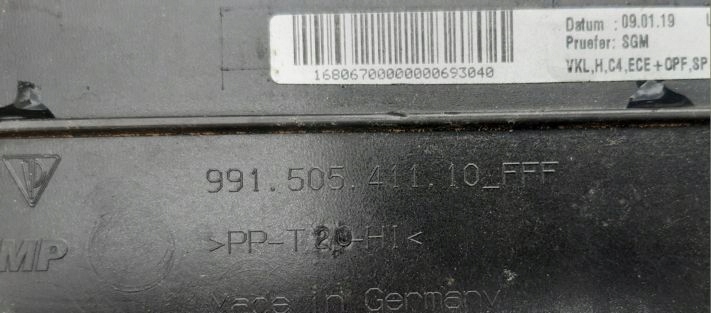 Datum : 09.01.19
Pruefer: SGM
VKL,H,C4,ECE+OPF,SP
16806700000000693040
991.505.411.10_FFF
>PP-T20-HI<
MP
Made in Germany